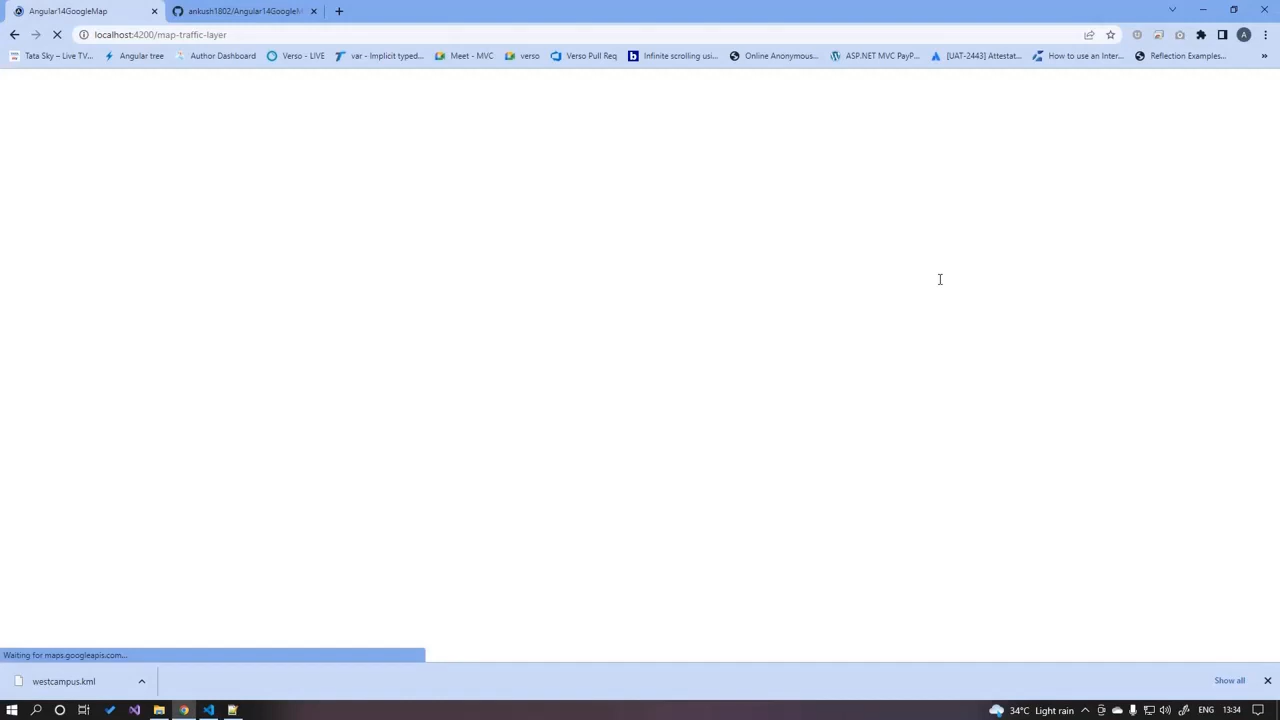 Angular14GoogleMap
ankush1802/Angular14GoogleM
localhost:4200/map-traffic-layer
A
Tata Sky – Live TV...
Angular tree
Author Dashboard
Verso - LIVE
var - Implicit typed...
Meet - MVC
verso
Verso Pull Req
Infinite scrolling usi...
Online Anonymous...
ASP.NET MVC PayP...
[UAT-2443] Attestat...
How to use an Inter...
Reflection Examples...
»
Waiting for maps.googleapis.com...
westcampus.kml
Show all
34°C Light rain
ENG
13:34